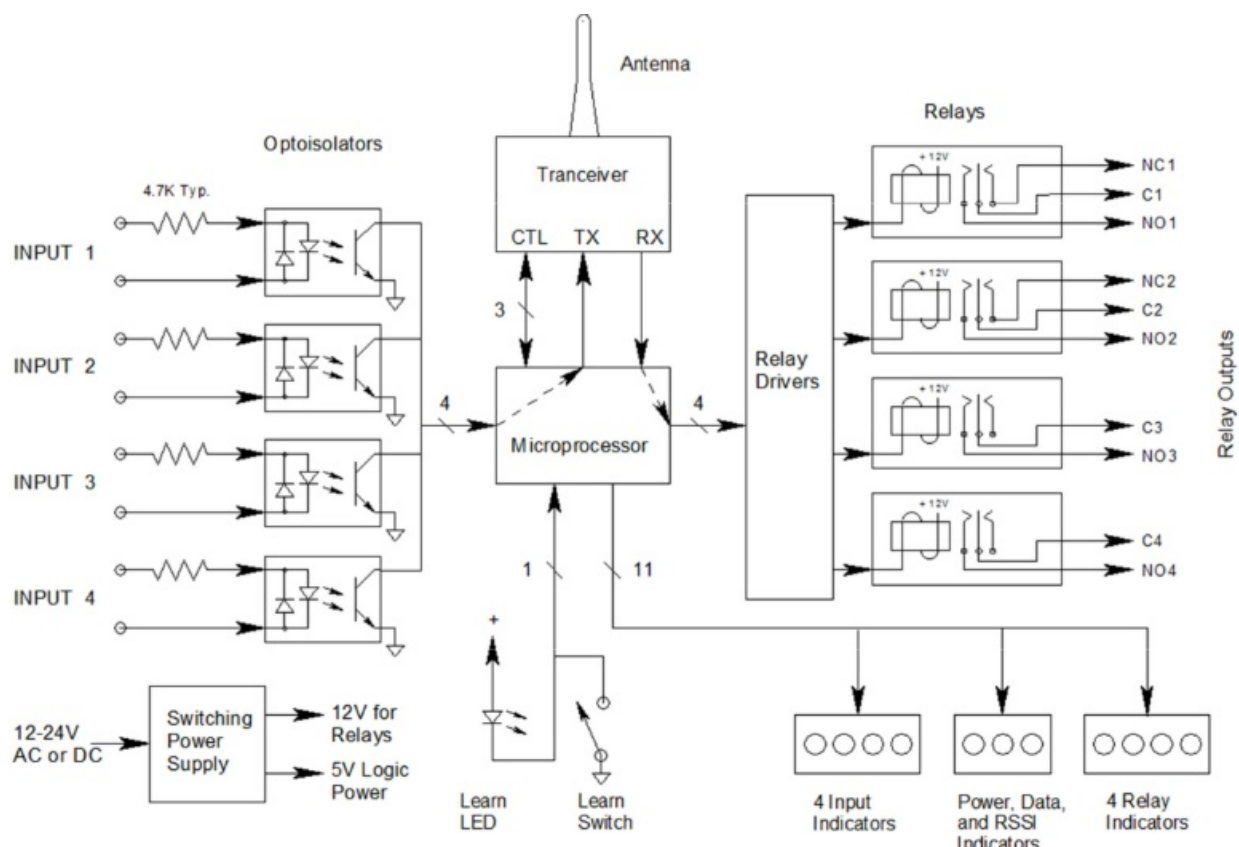 Antenna
Optoisolators
Relays
4.7K Typ.
Tranceiver
CTL TX RX
INPUT 1
INPUT 2
INPUT 3
INPUT 4
3
4
Microprocessor
4
Relay
Drivers
+12V
NC1
C1
NO1
+12V
NC2
C2
NO2
+12V
C3
NO3
+12V
C4
NO4
Relay Outputs
1
11
+
12-24V
AC or DC
Switching
Power
Supply
12V for
Relays
5V Logic
Power
Learn
LED
Learn
Switch
4 Input
Indicators
Power, Data,
and RSSI
Indicators
4 Relay
Indicators